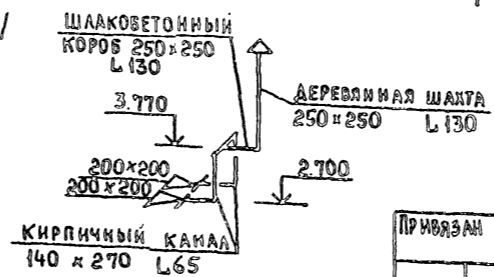 ШЛАКОБЕТОННЫЙ
КОРОБ 250×250
L 130
3.770
ДЕРЕВЯННАЯ ШАХТА
250×250 L 130
200×200
200×200
2.700
КИРПИЧНЫЙ КАНАЛ
140 × 270 L 65
ПРИВЯЗАН